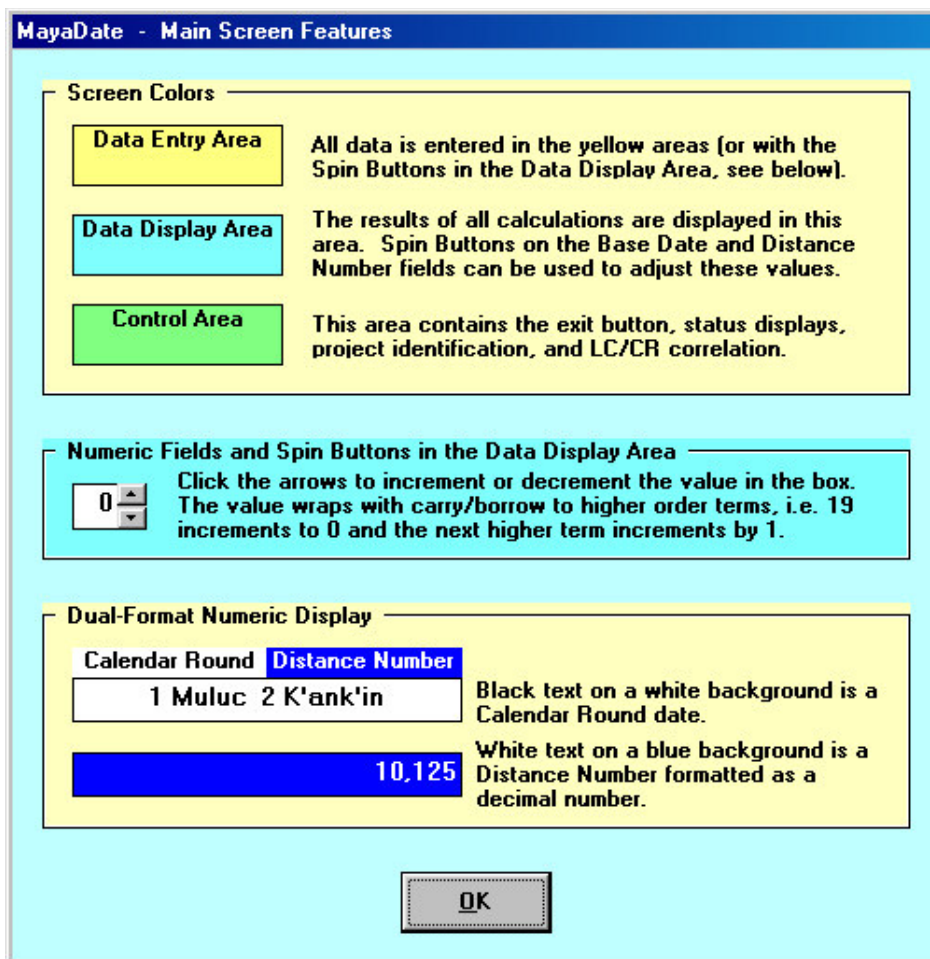 MayaDate - Main Screen Features
Screen Colors
Data Entry Area
All data is entered in the yellow areas (or with the
Spin Buttons in the Data Display Area, see below).
Data Display Area
The results of all calculations are displayed in this
area. Spin Buttons on the Base Date and Distance
Number fields can be used to adjust these values.
Control Area
This area contains the exit button, status displays,
project identification, and LC/CR correlation.
Numeric Fields and Spin Buttons in the Data Display Area
0
Click the arrows to increment or decrement the value in the box.
The value wraps with carry/borrow to higher order terms, i.e. 19
increments to 0 and the next higher term increments by 1.
Dual-Format Numeric Display
Calendar Round Distance Number
1 Muluc 2 K'ank'in
Black text on a white background is a
Calendar Round date.
10,125
White text on a blue background is a
Distance Number formatted as a
decimal number.
OK